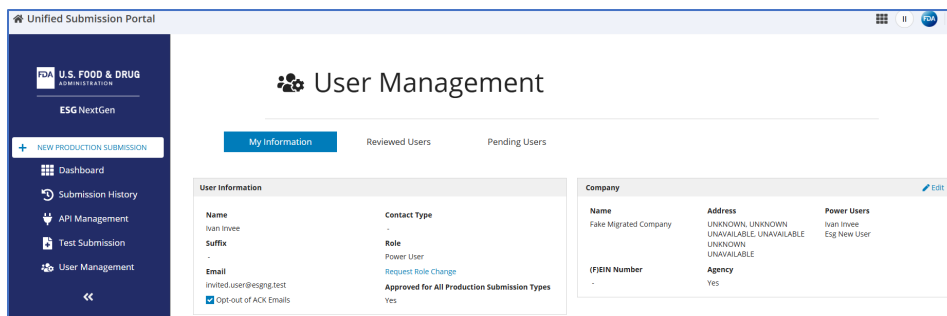 Unified Submission Portal
II
FDA
FDA U.S. FOOD & DRUG
ADMINISTRATION
ESG NextGen
+ NEW PRODUCTION SUBMISSION
Dashboard
Submission History
API Management
Test Submission
User Management
«
User Management
My Information
Reviewed Users
Pending Users
User Information
Name
Ivan Invee
Suffix
-
Email
invited.user@esgng.test
Opt-out of ACK Emails
Contact Type
-
Role
Power User
Request Role Change
Approved for All Production Submission Types
Yes
Company
Edit
Name
Fake Migrated Company
(F)EIN Number
-
Address
UNKNOWN, UNKNOWN
UNAVAILABLE, UNAVAILABLE
UNKNOWN
UNAVAILABLE
Agency
Yes
Power Users
Ivan Invee
Esg New User